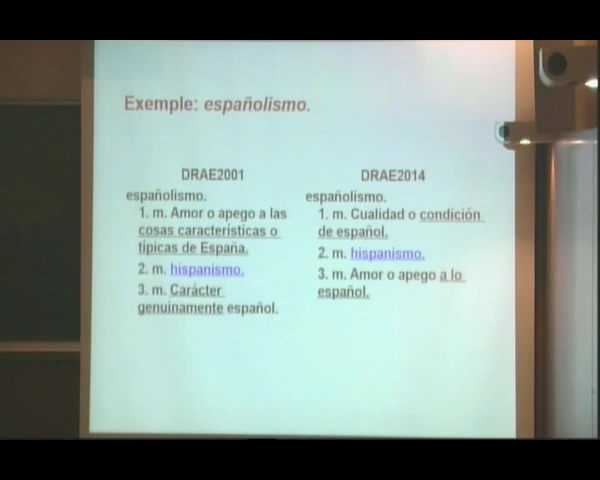 Exemple: españolismo.
DRAE2001
españolismo.
1. m. Amor o apego a las
cosas características o
típicas de España.
2. m. hispanismo.
3. m. Carácter
genuinamente español.
DRAE2014
españolismo.
1. m. Cualidad o condición
de español.
2. m. hispanismo.
3. m. Amor o apego a lo
español.